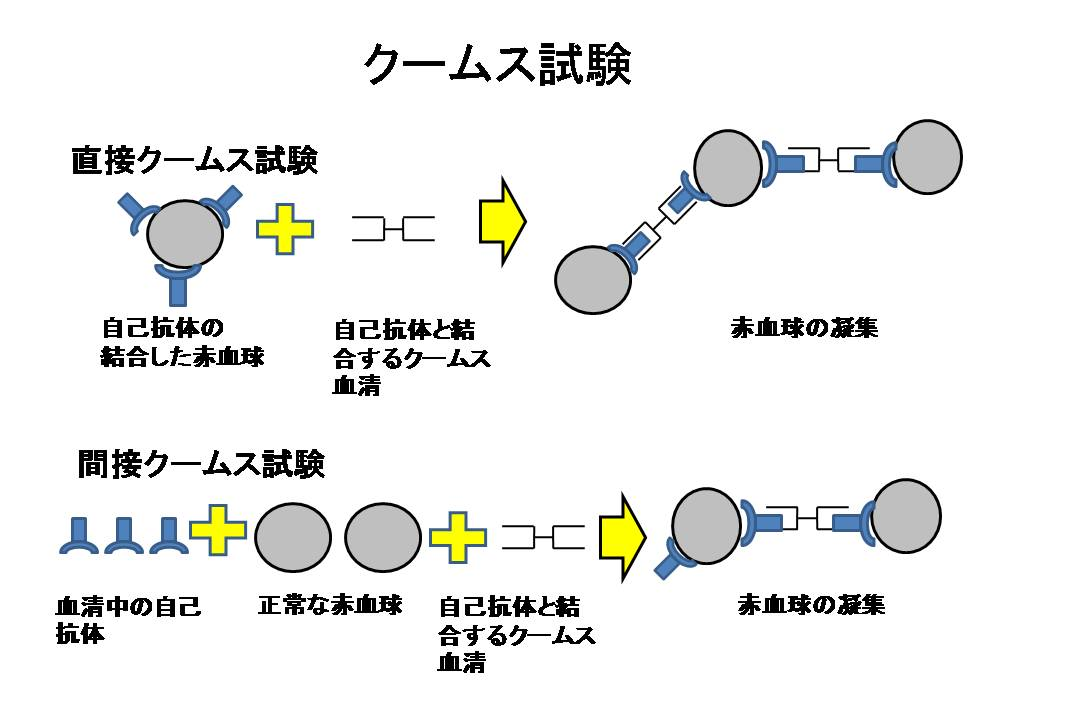 クームス試験
直接クームス試験
自己抗体の
結合した赤血球
自己抗体と結
合するクームス
血清
赤血球の凝集
間接クームス試験
血清中の自己
抗体
正常な赤血球
自己抗体と結
合するクームス
血清
赤血球の凝集